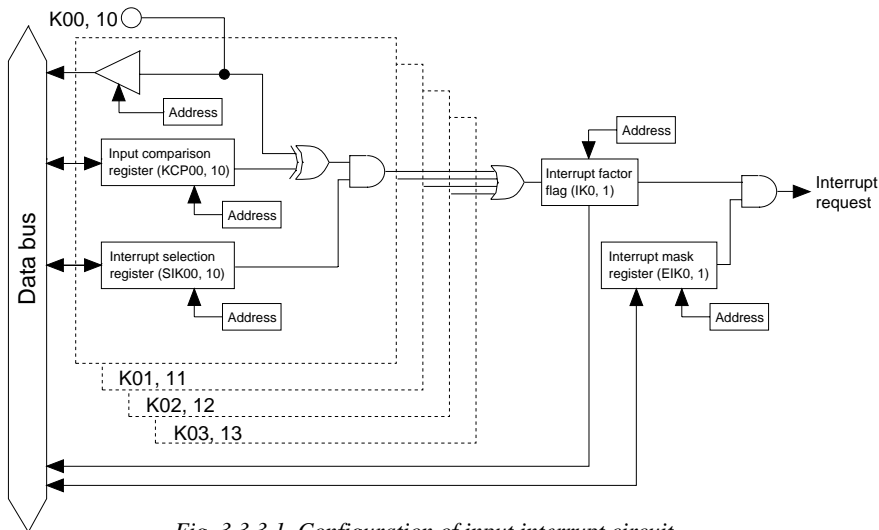 K00, 10
Address
Input comparison
register (KCP00, 10)
Address
Interrupt selection
register (SIK00, 10)
Address
K01, 11
K02, 12
K03, 13
Data bus
Address
Interrupt factor
flag (IK0, 1)
Interrupt
request
Interrupt mask
register (EIK0, 1)
Address
Fig. 3.3.3.1 Configuration of input interrupt circuit